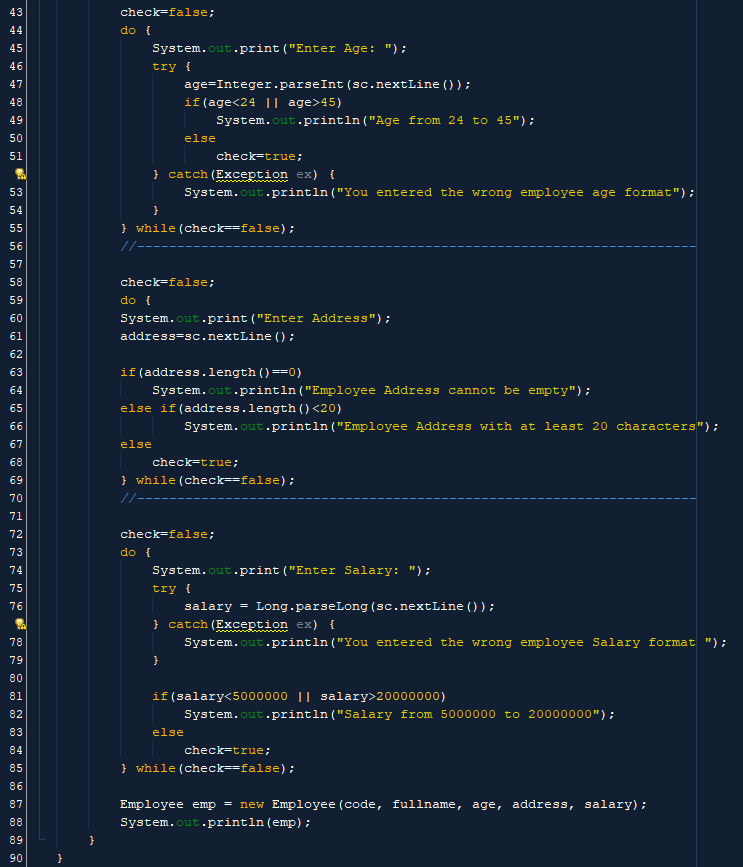 43 check=false;
44 do {
45 System.out.print("Enter Age: ");
46 try {
47 age=Integer.parseInt(sc.nextLine());
48 if(age<24 || age>45)
49 System.out.println("Age from 24 to 45");
50 else
51 check=true;
} catch(Exception ex) {
53 System.out.println("You entered the wrong employee age format");
54 }
55 } while(check==false);
56 //----------------------------------------------------------------------
57
58 check=false;
59 do {
60 System.out.print("Enter Address");
61 address=sc.nextLine();
62
63 if(address.length()==0)
64 System.out.println("Employee Address cannot be empty");
65 else if(address.length()<20)
66 System.out.println("Employee Address with at least 20 characters");
67 else
68 check=true;
69 } while(check==false);
70 //----------------------------------------------------------------------
71
72 check=false;
73 do {
74 System.out.print("Enter Salary: ");
75 try {
76 salary = Long.parseLong(sc.nextLine());
} catch(Exception ex) {
78 System.out.println("You entered the wrong employee Salary format ");
79 }
80
81 if(salary<5000000 || salary>20000000)
82 System.out.println("Salary from 5000000 to 20000000");
83 else
84 check=true;
85 } while(check==false);
86
87 Employee emp = new Employee(code, fullname, age, address, salary);
88 System.out.println(emp);
89 }
90 }